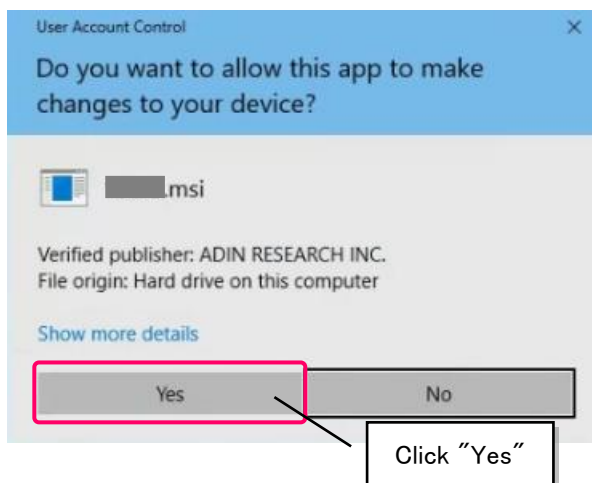 User Account Control
Do you want to allow this app to make
changes to your device?
.msi
Verified publisher: ADIN RESEARCH INC.
File origin: Hard drive on this computer
Show more details
Yes
No
Click "Yes"